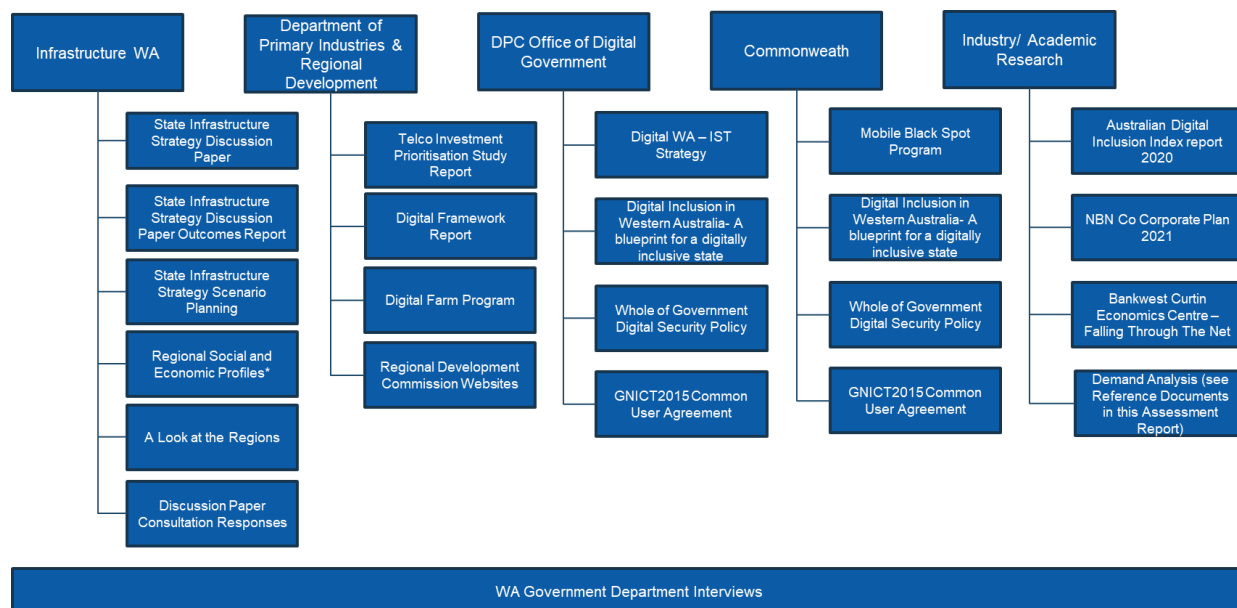 Infrastructure WA
State Infrastructure
Strategy Discussion
Paper
State Infrastructure
Strategy Discussion
Paper Outcomes Report
State Infrastructure
Strategy Scenario
Planning
Regional Social and
Economic Profiles*
A Look at the Regions
Discussion Paper
Consultation Responses
Department of
Primary Industries &
Regional
Development
Telco Investment
Prioritisation Study
Report
Digital Framework
Report
Digital Farm Program
Regional Development
Commission Websites
DPC Office of Digital
Government
Digital WA – IST
Strategy
Digital Inclusion in
Western Australia- A
blueprint for a digitally
inclusive state
Whole of Government
Digital Security Policy
GNICT2015 Common
User Agreement
Commonweath
Mobile Black Spot
Program
Digital Inclusion in
Western Australia- A
blueprint for a digitally
inclusive state
Whole of Government
Digital Security Policy
GNICT2015 Common
User Agreement
Industry/ Academic
Research
Australian Digital
Inclusion Index report
2020
NBN Co Corporate Plan
2021
Bankwest Curtin
Economics Centre –
Falling Through The Net
Demand Analysis (see
Reference Documents
in this Assessment
Report)
WA Government Department Interviews